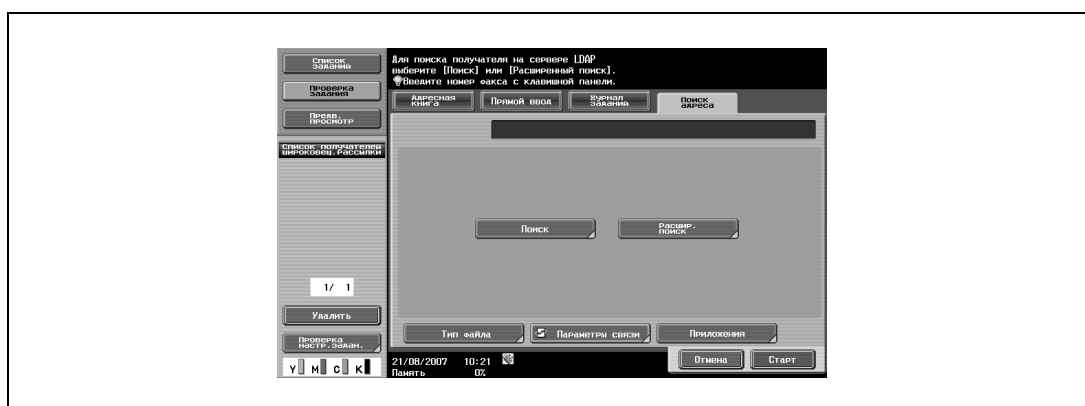 Список
заданий
Проверка
задания
Предв.
просмотр
Список получателей
широковещ.Рассылки
1/ 1
Удалить
Проверка
настр.задан.
Y M C K
Для поиска получателя на сервере LDAP
выберите [Поиск] или [Расширенный поиск].
Введите номер факса с клавишной панели.
Адресная
книга
Прямой ввод
Журнал
заданий
Поиск
адреса
Поиск
Расшир.
поиск
Тип файла
Параметры связи
Приложения
21/08/2007 10:21
Память 0%
Отмена
Старт